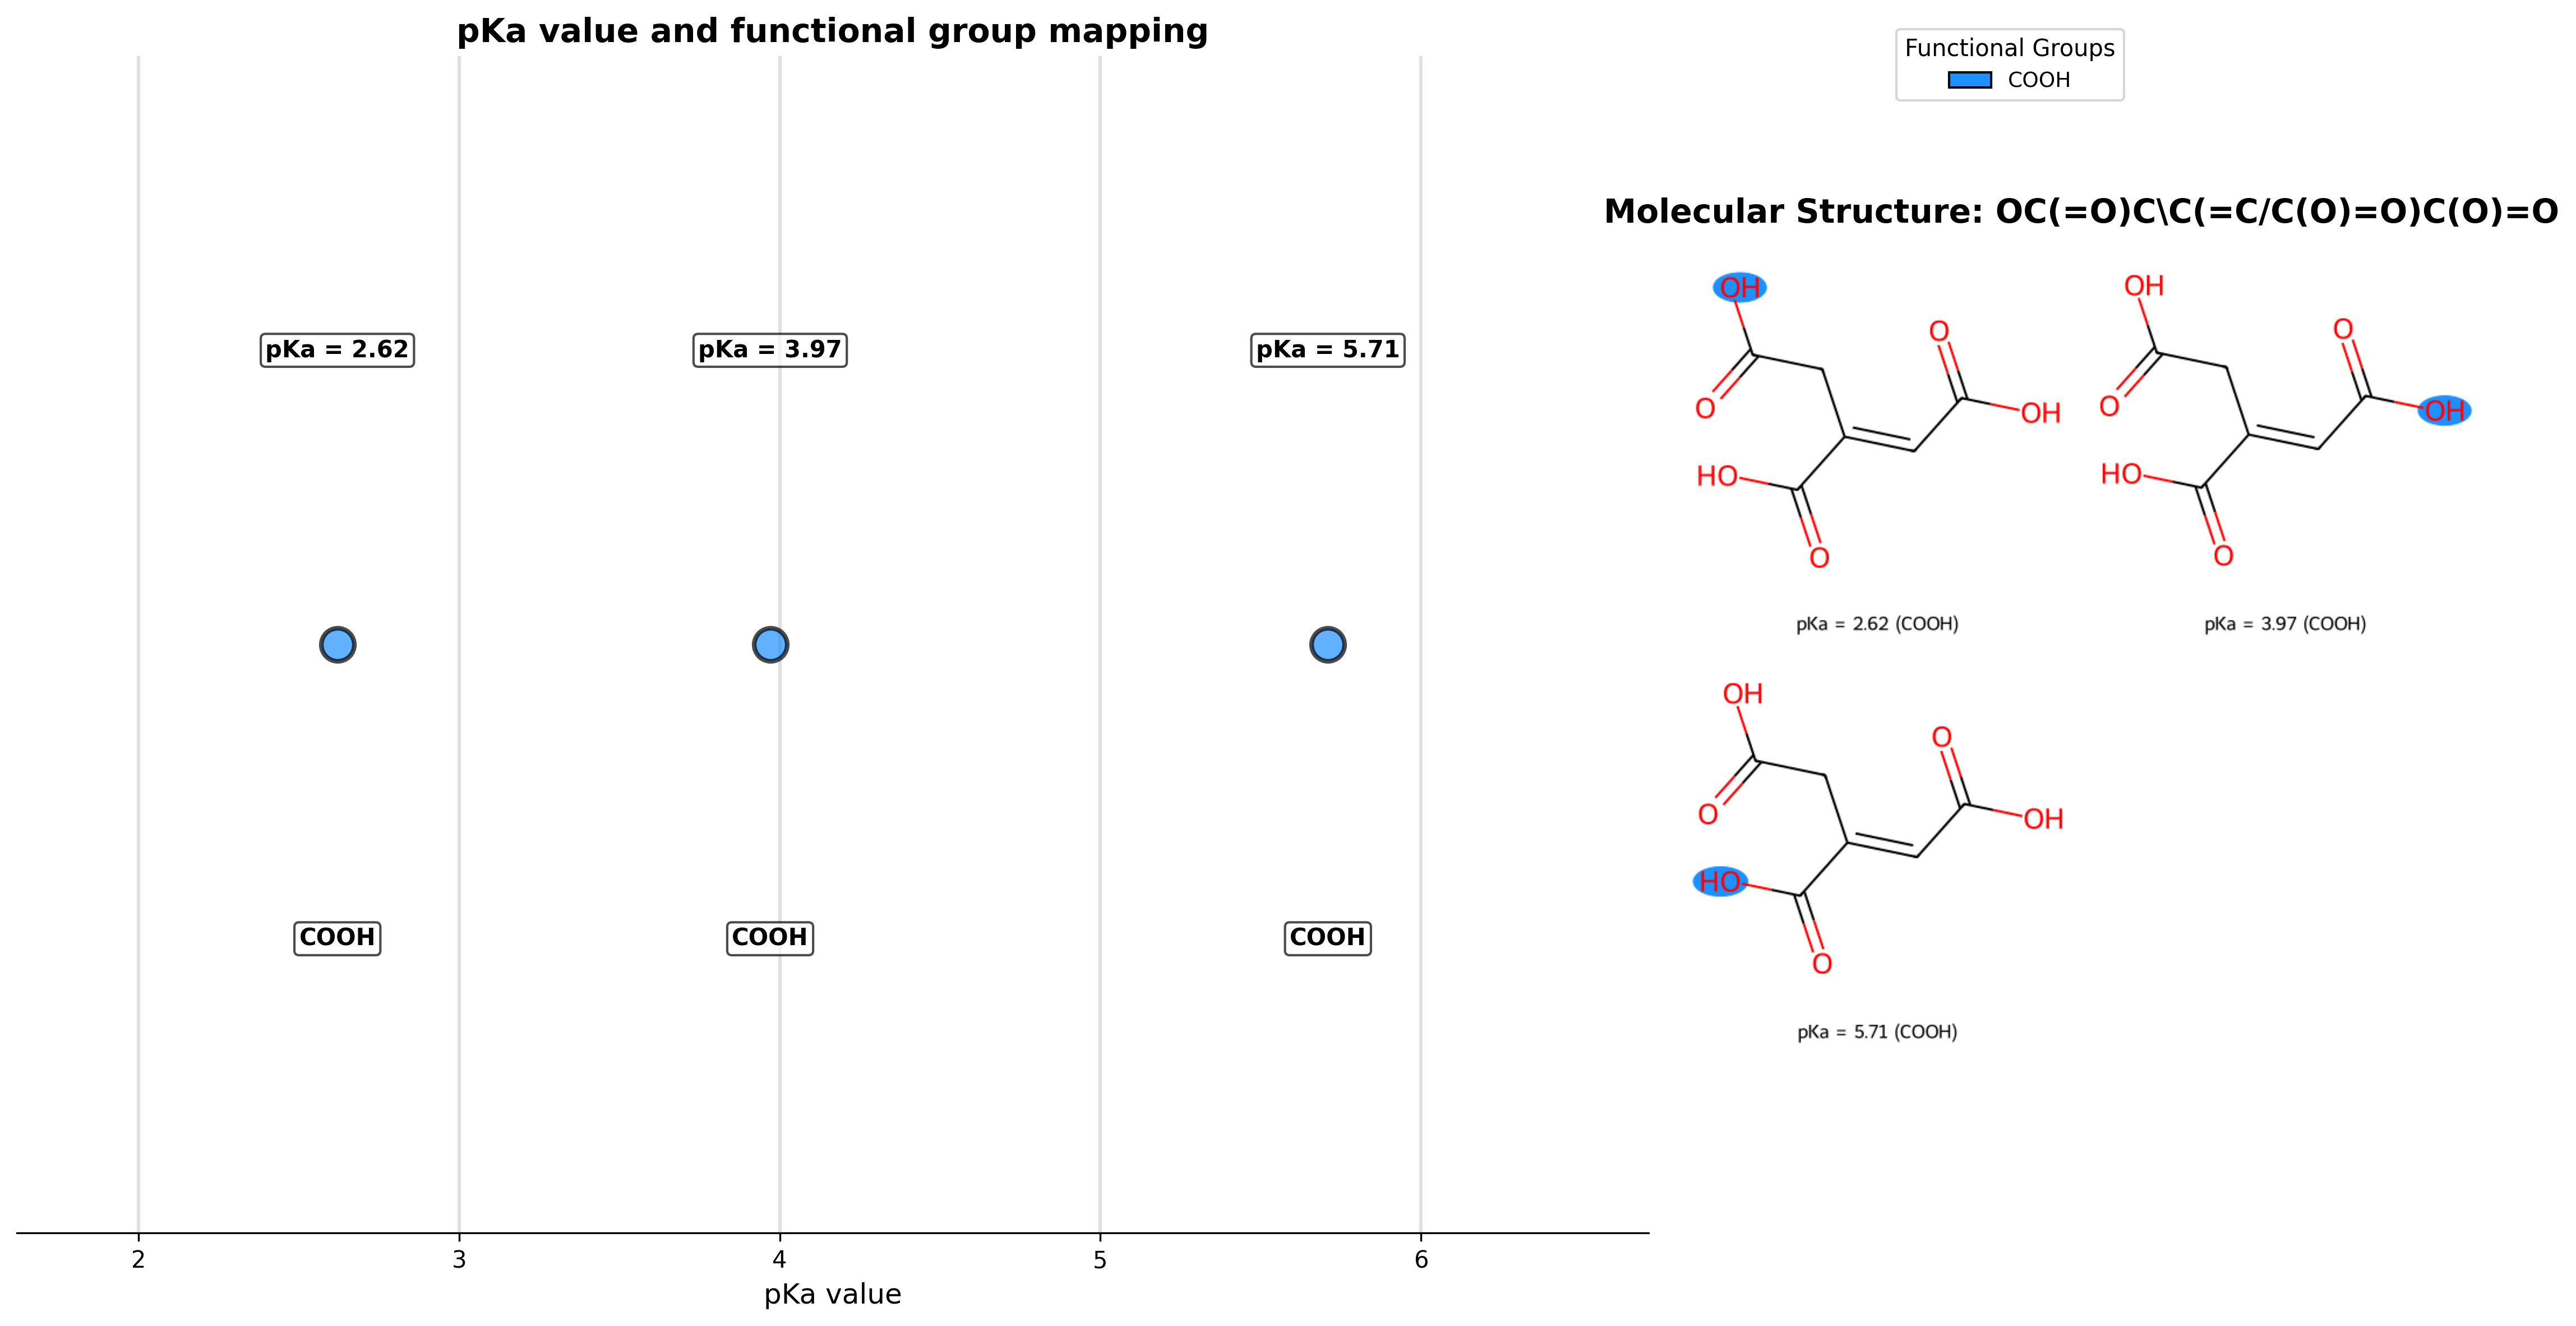 pKa value and functional group mapping
pKa = 2.62
pKa = 3.97
pKa = 5.71
COOH
COOH
COOH
2
3
4
5
6
pKa value
Functional Groups
COOH
Molecular Structure: OC(=O)C\C(=C/C(O)=O)C(O)=O
OH
O
O
OH
HO
O
pKa = 2.62 (COOH)
OH
O
O
OH
HO
O
pKa = 3.97 (COOH)
OH
O
O
OH
HO
O
pKa = 5.71 (COOH)